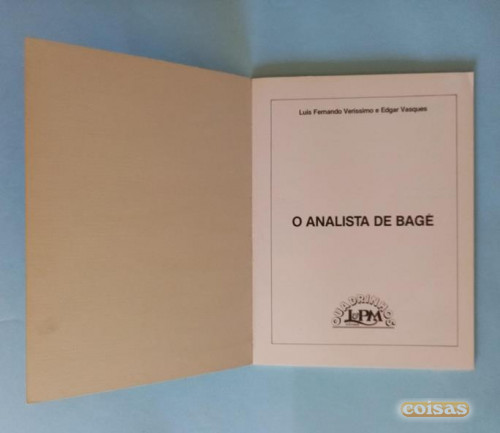 Luis Fernando Verissimo e Edgar Vasques
O ANALISTA DE BAGÉ
QUADRINHOS
L&PM
coisas